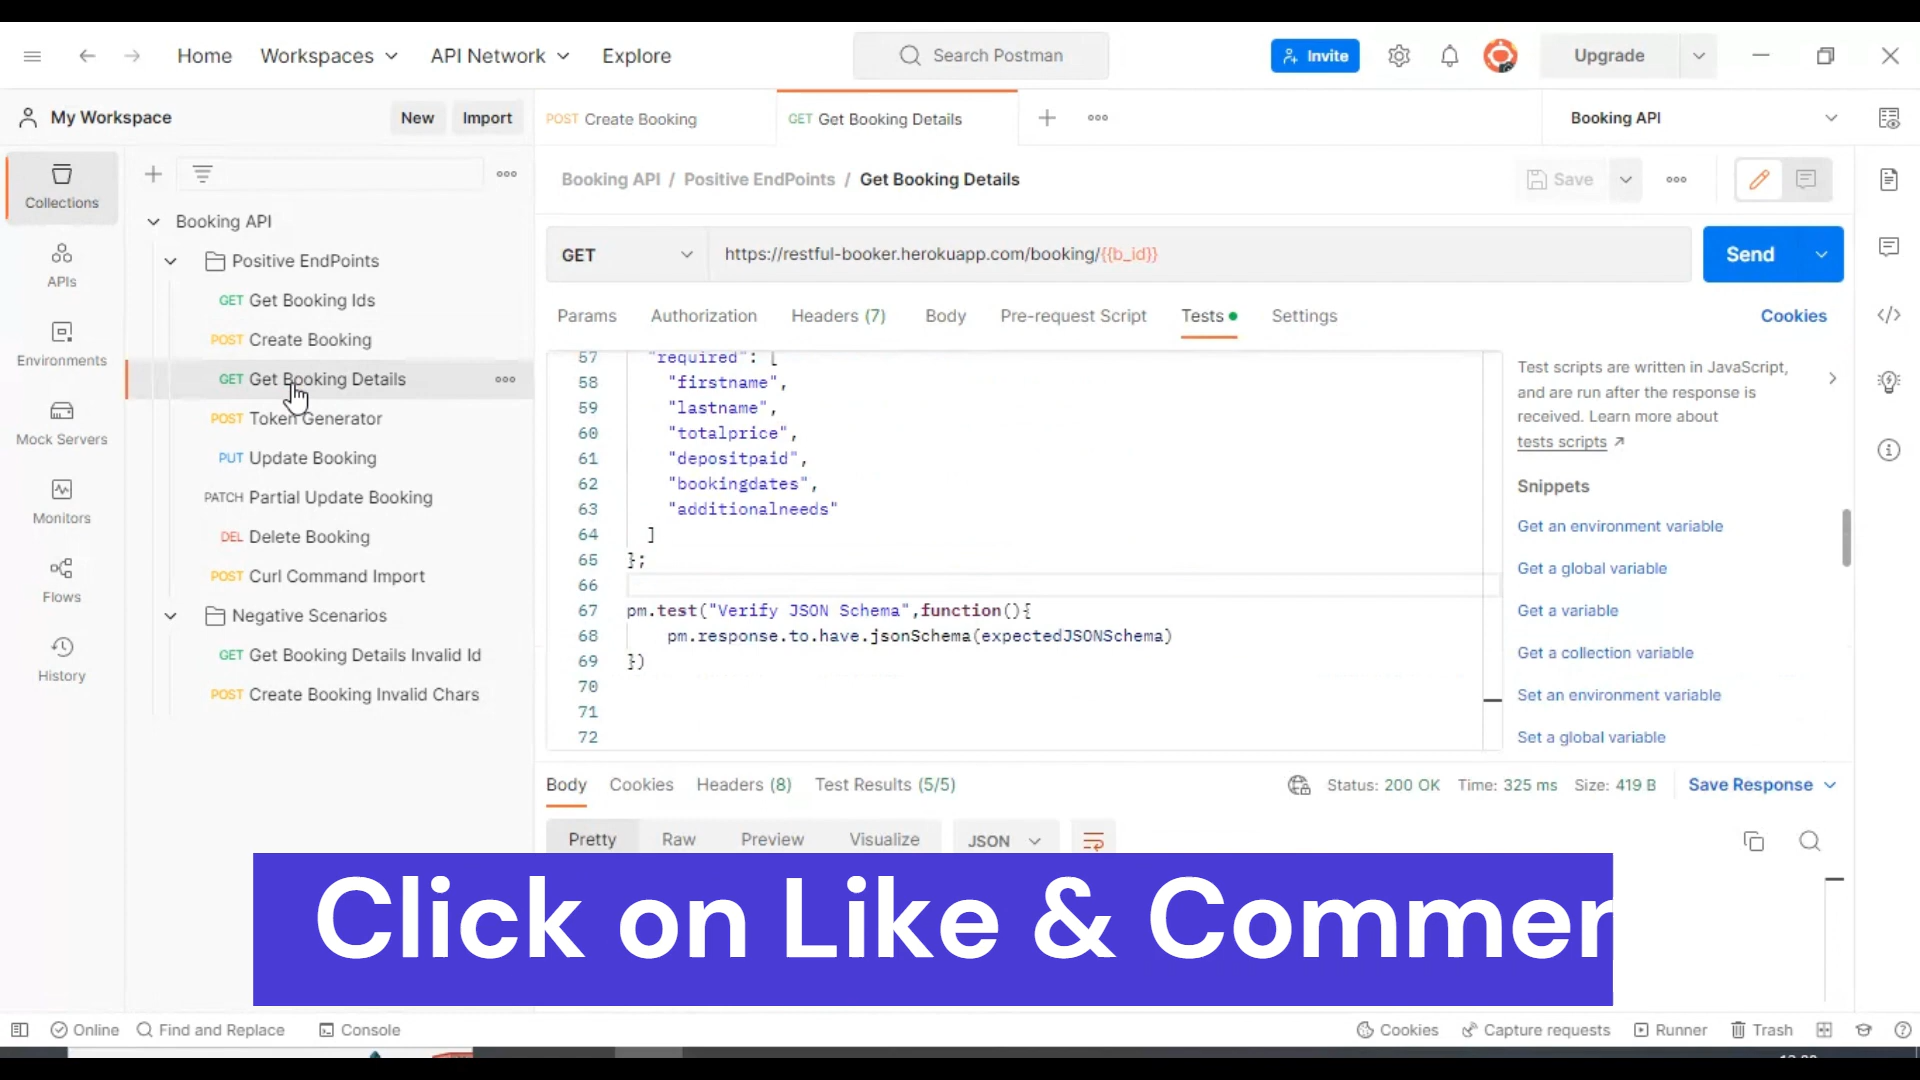 Home Workspaces API Network Explore
Search Postman
Invite Upgrade
My Workspace New Import
POST Create Booking
GET Get Booking Details
Booking API
Collections
APIs
Environments
Mock Servers
Monitors
Flows
History
Booking API
Positive EndPoints
GET Get Booking Ids
POST Create Booking
GET Get Booking Details
POST Token Generator
PUT Update Booking
PATCH Partial Update Booking
DEL Delete Booking
POST Curl Command Import
Negative Scenarios
GET Get Booking Details Invalid Id
POST Create Booking Invalid Chars
Booking API / Positive EndPoints / Get Booking Details
Save
GET https://restful-booker.herokuapp.com/booking/{{b_id}}
Send
Params Authorization Headers (7) Body Pre-request Script Tests Settings Cookies
57 "required": [
58 "firstname",
59 "lastname",
60 "totalprice",
61 "depositpaid",
62 "bookingdates",
63 "additionalneeds"
64 ]
65 };
66
67 pm.test("Verify JSON Schema",function(){
68 pm.response.to.have.jsonSchema(expectedJSONSchema)
69 })
70
71
72
Test scripts are written in JavaScript,
and are run after the response is
received. Learn more about
tests scripts
Snippets
Get an environment variable
Get a global variable
Get a variable
Get a collection variable
Set an environment variable
Set a global variable
Body Cookies Headers (8) Test Results (5/5)
Status: 200 OK Time: 325 ms Size: 419 B Save Response
Pretty Raw Preview Visualize JSON
Click on Like & Commen
Online Find and Replace Console
Cookies Capture requests Runner Trash